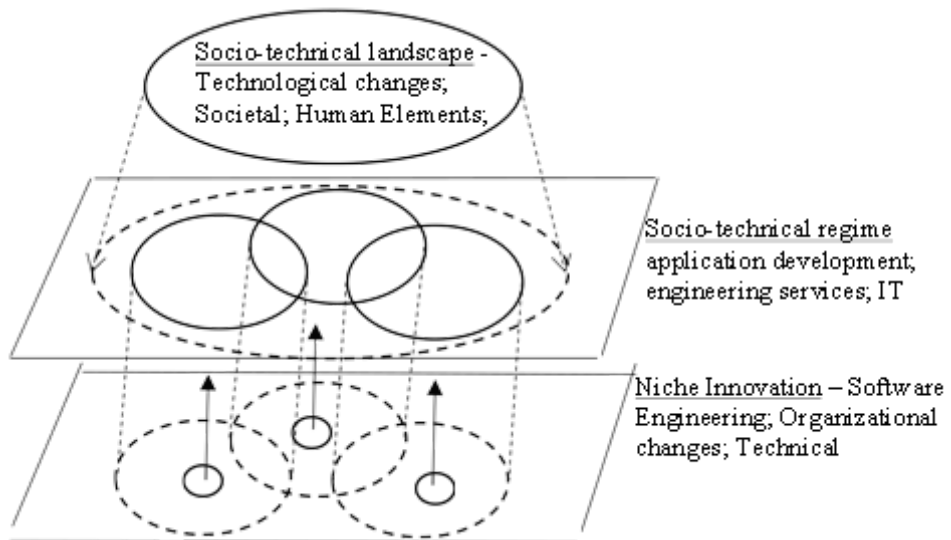 Socio-technical landscape -
Technological changes;
Societal; Human Elements;
Socio-technical regime
application development;
engineering services; IT
Niche Innovation – Software
Engineering; Organizational
changes; Technical